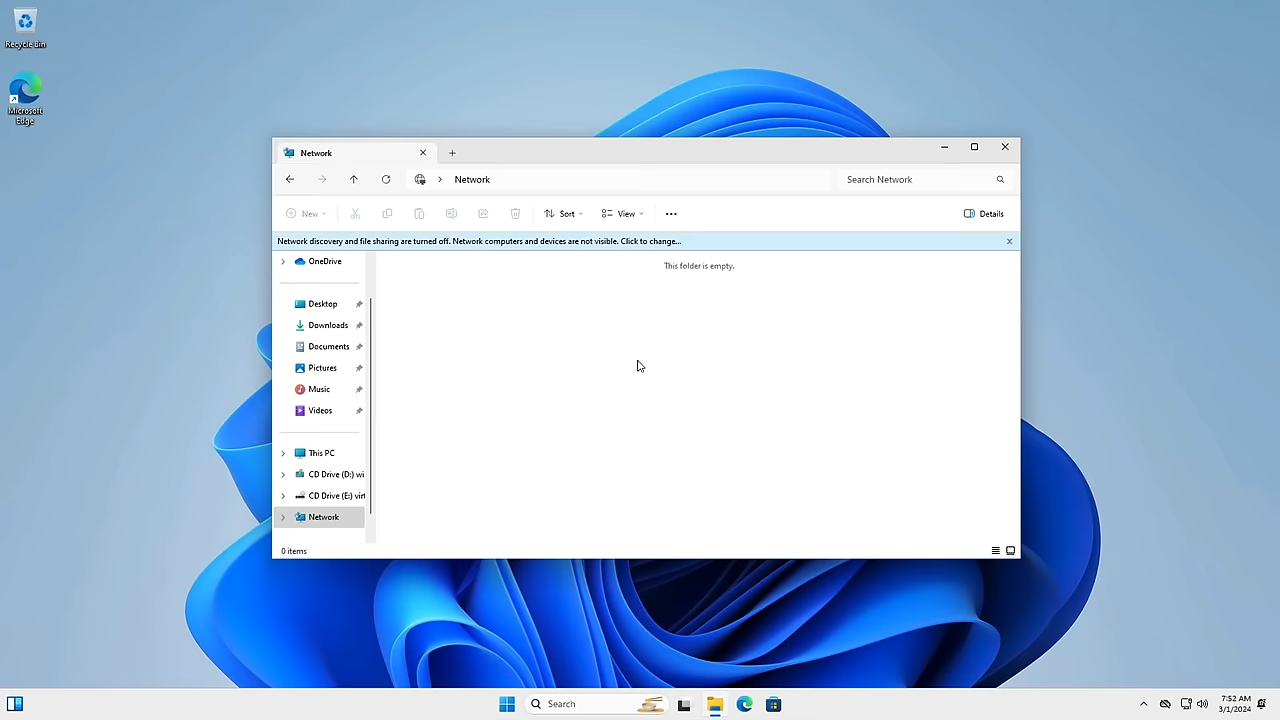 Recycle Bin
Microsoft
Edge
Network
Network
Search Network
New
Sort
View
Details
Network discovery and file sharing are turned off. Network computers and devices are not visible. Click to change...
OneDrive
This folder is empty.
Desktop
Downloads
Documents
Pictures
Music
Videos
This PC
CD Drive (D:) wi
CD Drive (E:) virt
Network
0 items
Search
7:52 AM
3/1/2024